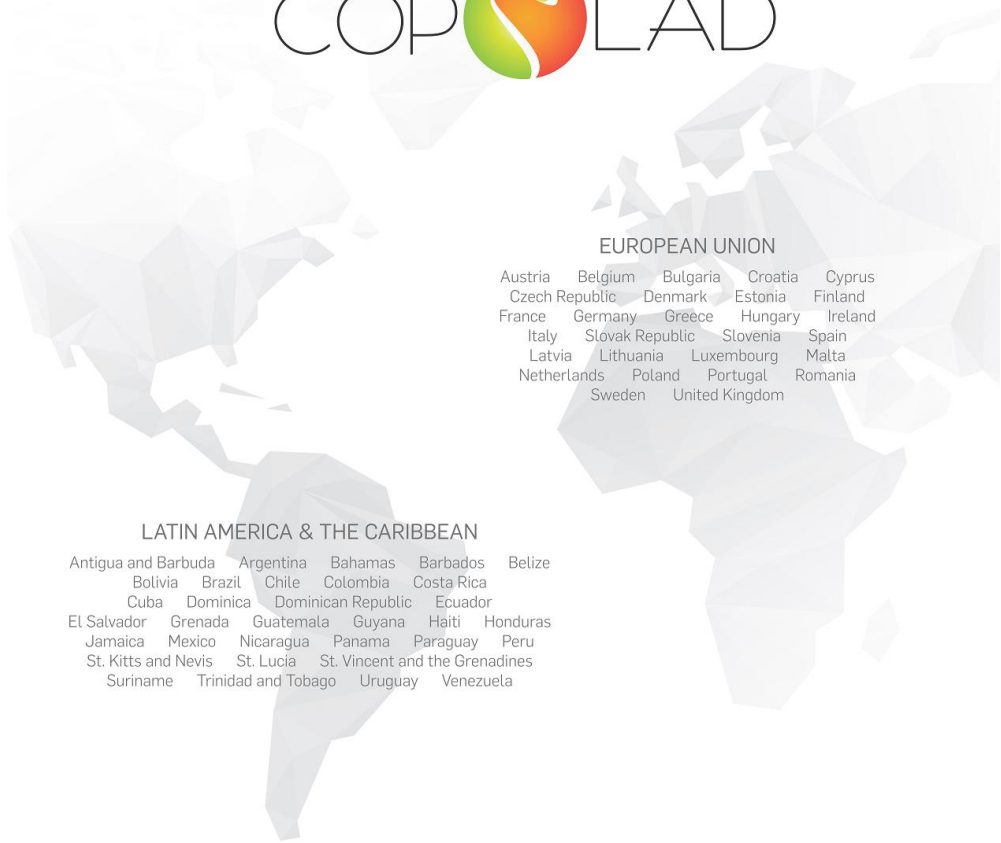 COPOLAD
EUROPEAN UNION
Austria Belgium Bulgaria Croatia Cyprus
Czech Republic Denmark Estonia Finland
France Germany Greece Hungary Ireland
Italy Slovak Republic Slovenia Spain
Latvia Lithuania Luxembourg Malta
Netherlands Poland Portugal Romania
Sweden United Kingdom
LATIN AMERICA & THE CARIBBEAN
Antigua and Barbuda Argentina Bahamas Barbados Belize
Bolivia Brazil Chile Colombia Costa Rica
Cuba Dominica Dominican Republic Ecuador
El Salvador Grenada Guatemala Guyana Haiti Honduras
Jamaica Mexico Nicaragua Panama Paraguay Peru
St. Kitts and Nevis St. Lucia St. Vincent and the Grenadines
Suriname Trinidad and Tobago Uruguay Venezuela